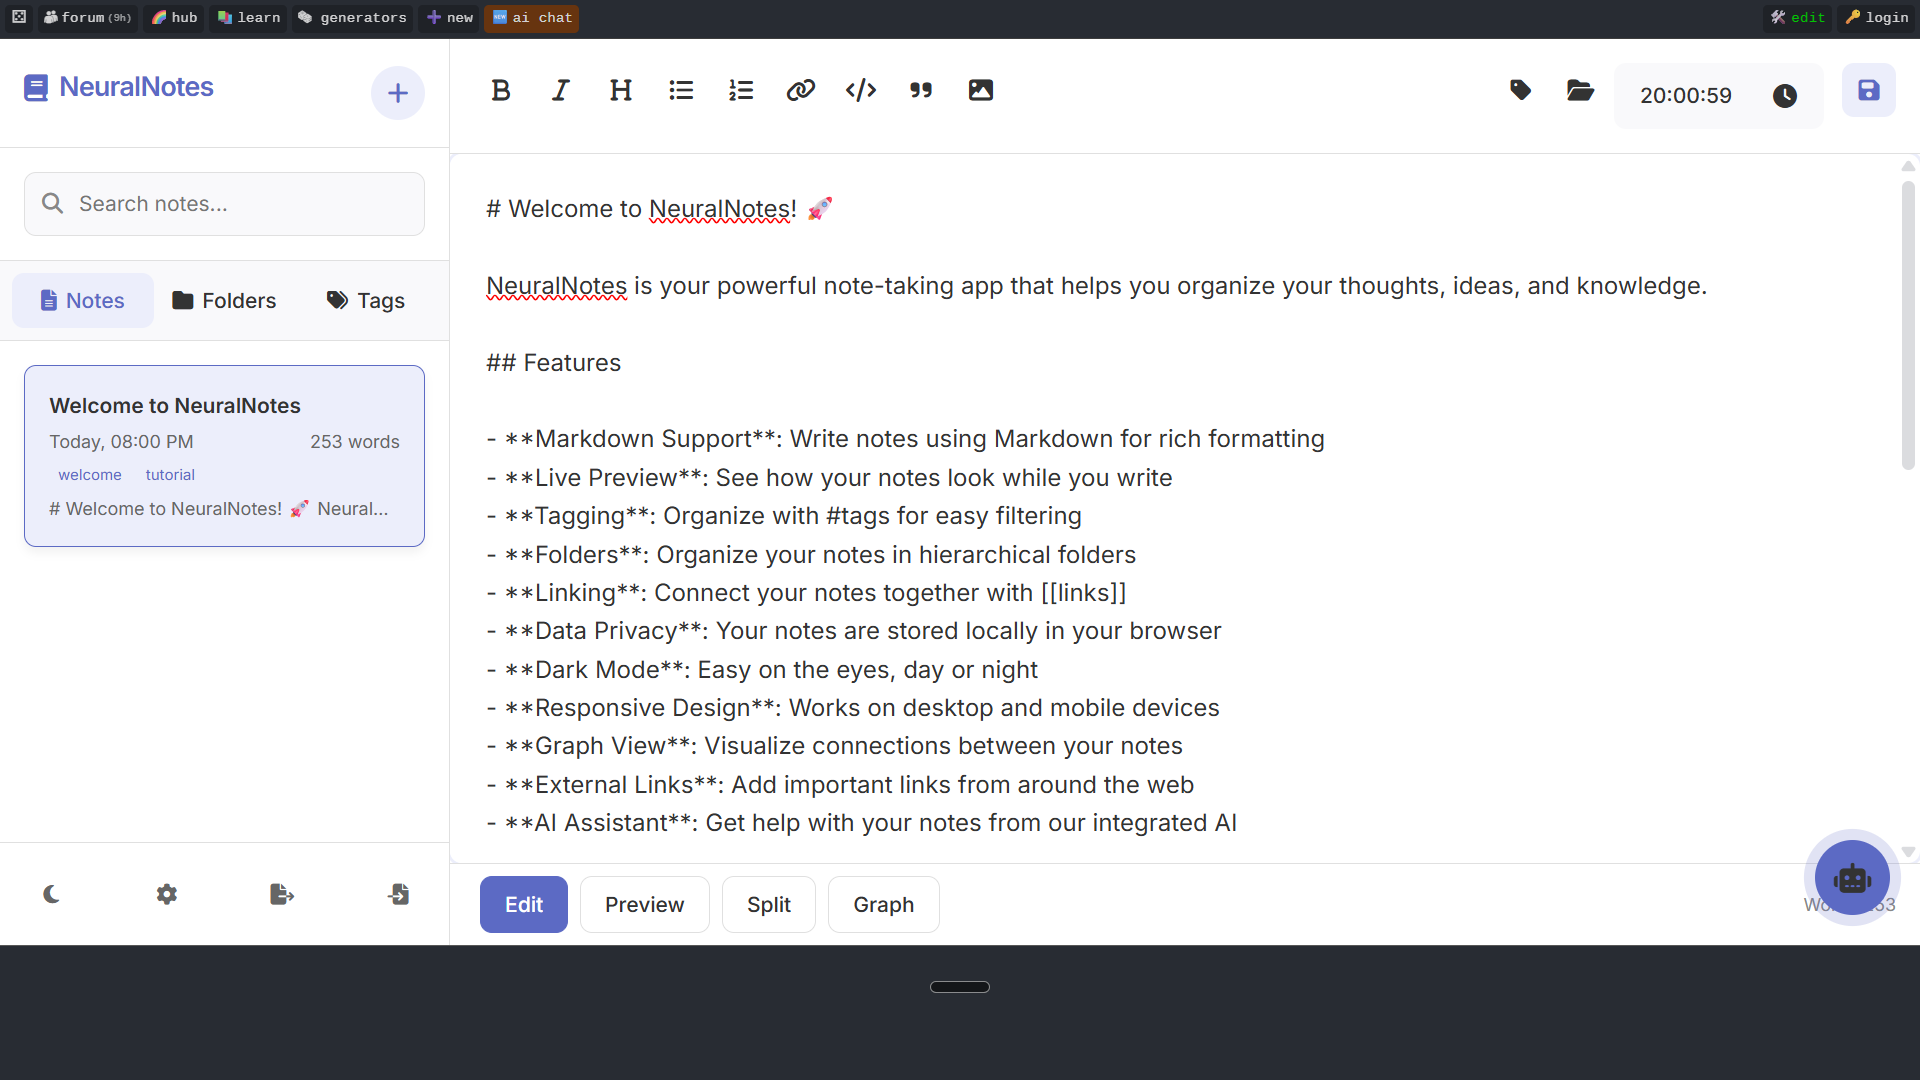 forum(9h) hub learn generators new ai chat edit login
NeuralNotes
20:00:59
Search notes...
Notes Folders Tags
Welcome to NeuralNotes
Today, 08:00 PM 253 words
welcome tutorial
# Welcome to NeuralNotes! 🚀 Neural...
# Welcome to NeuralNotes! 🚀
NeuralNotes is your powerful note-taking app that helps you organize your thoughts, ideas, and knowledge.
## Features
- **Markdown Support**: Write notes using Markdown for rich formatting
- **Live Preview**: See how your notes look while you write
- **Tagging**: Organize with #tags for easy filtering
- **Folders**: Organize your notes in hierarchical folders
- **Linking**: Connect your notes together with [[links]]
- **Data Privacy**: Your notes are stored locally in your browser
- **Dark Mode**: Easy on the eyes, day or night
- **Responsive Design**: Works on desktop and mobile devices
- **Graph View**: Visualize connections between your notes
- **External Links**: Add important links from around the web
- **AI Assistant**: Get help with your notes from our integrated AI
Edit Preview Split Graph